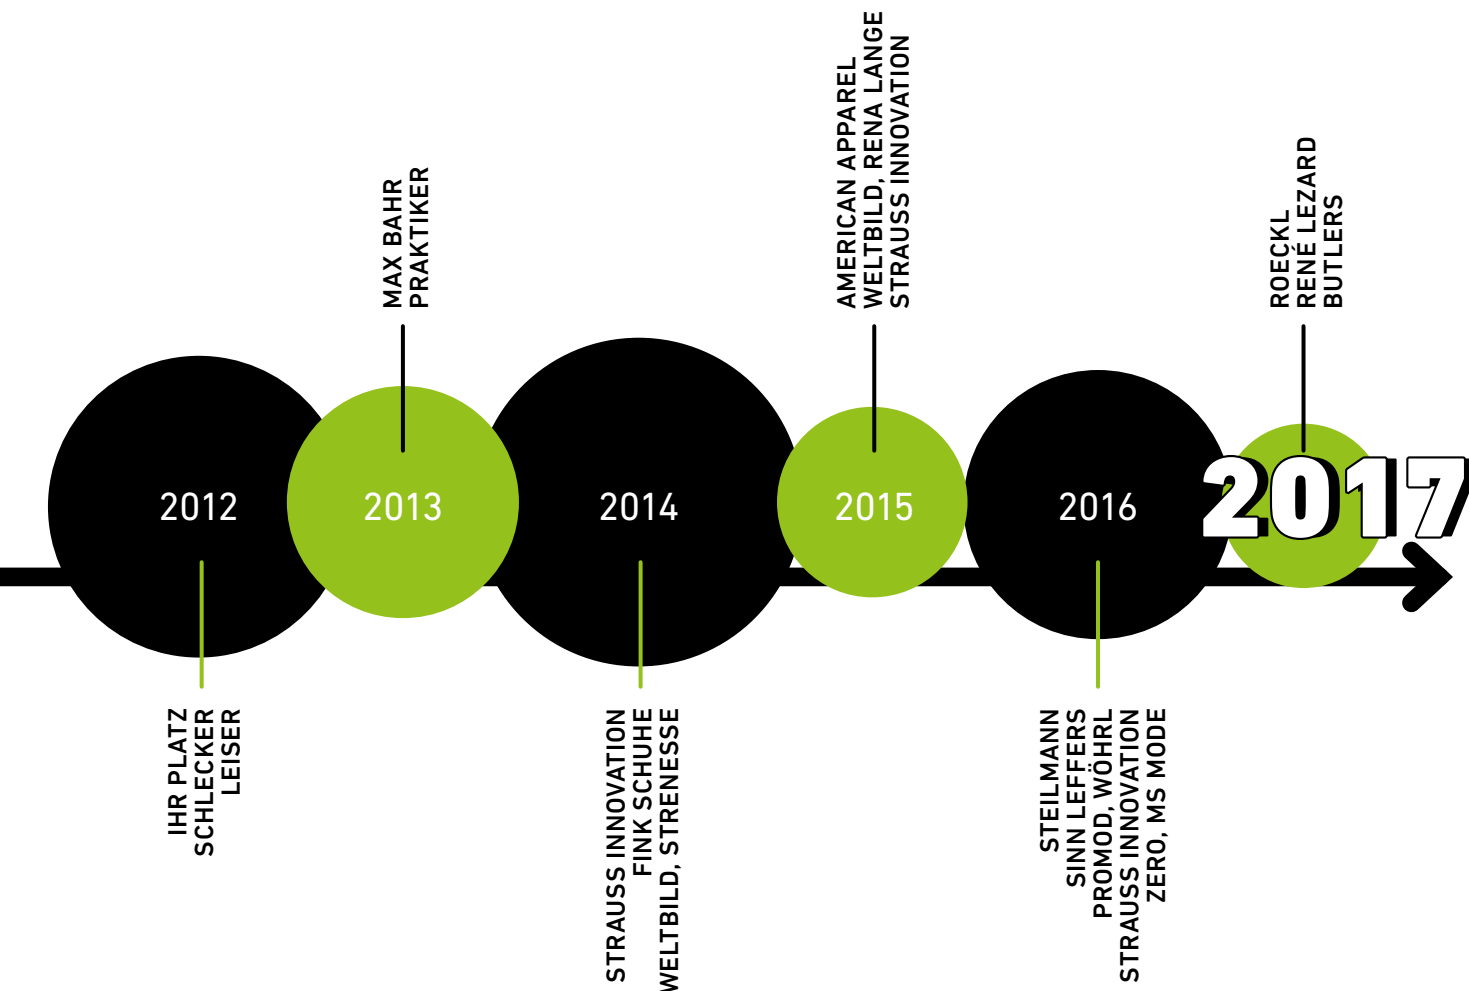 2012
IHR PLATZ
SCHLECKER
LEISER
2013
MAX BAHR
PRAKTIKER
2014
STRAUSS INNOVATION
FINK SCHUHE
WELTBILD, STRENESSE
2015
AMERICAN APPAREL
WELTBILD, RENA LANGE
STRAUSS INNOVATION
2016
STEILMANN
SINN LEFFERS
PROMOD, WÖHRL
STRAUSS INNOVATION
ZERO, MS MODE
2017
ROECKL
RENÉ LEZARD
BUTLERS